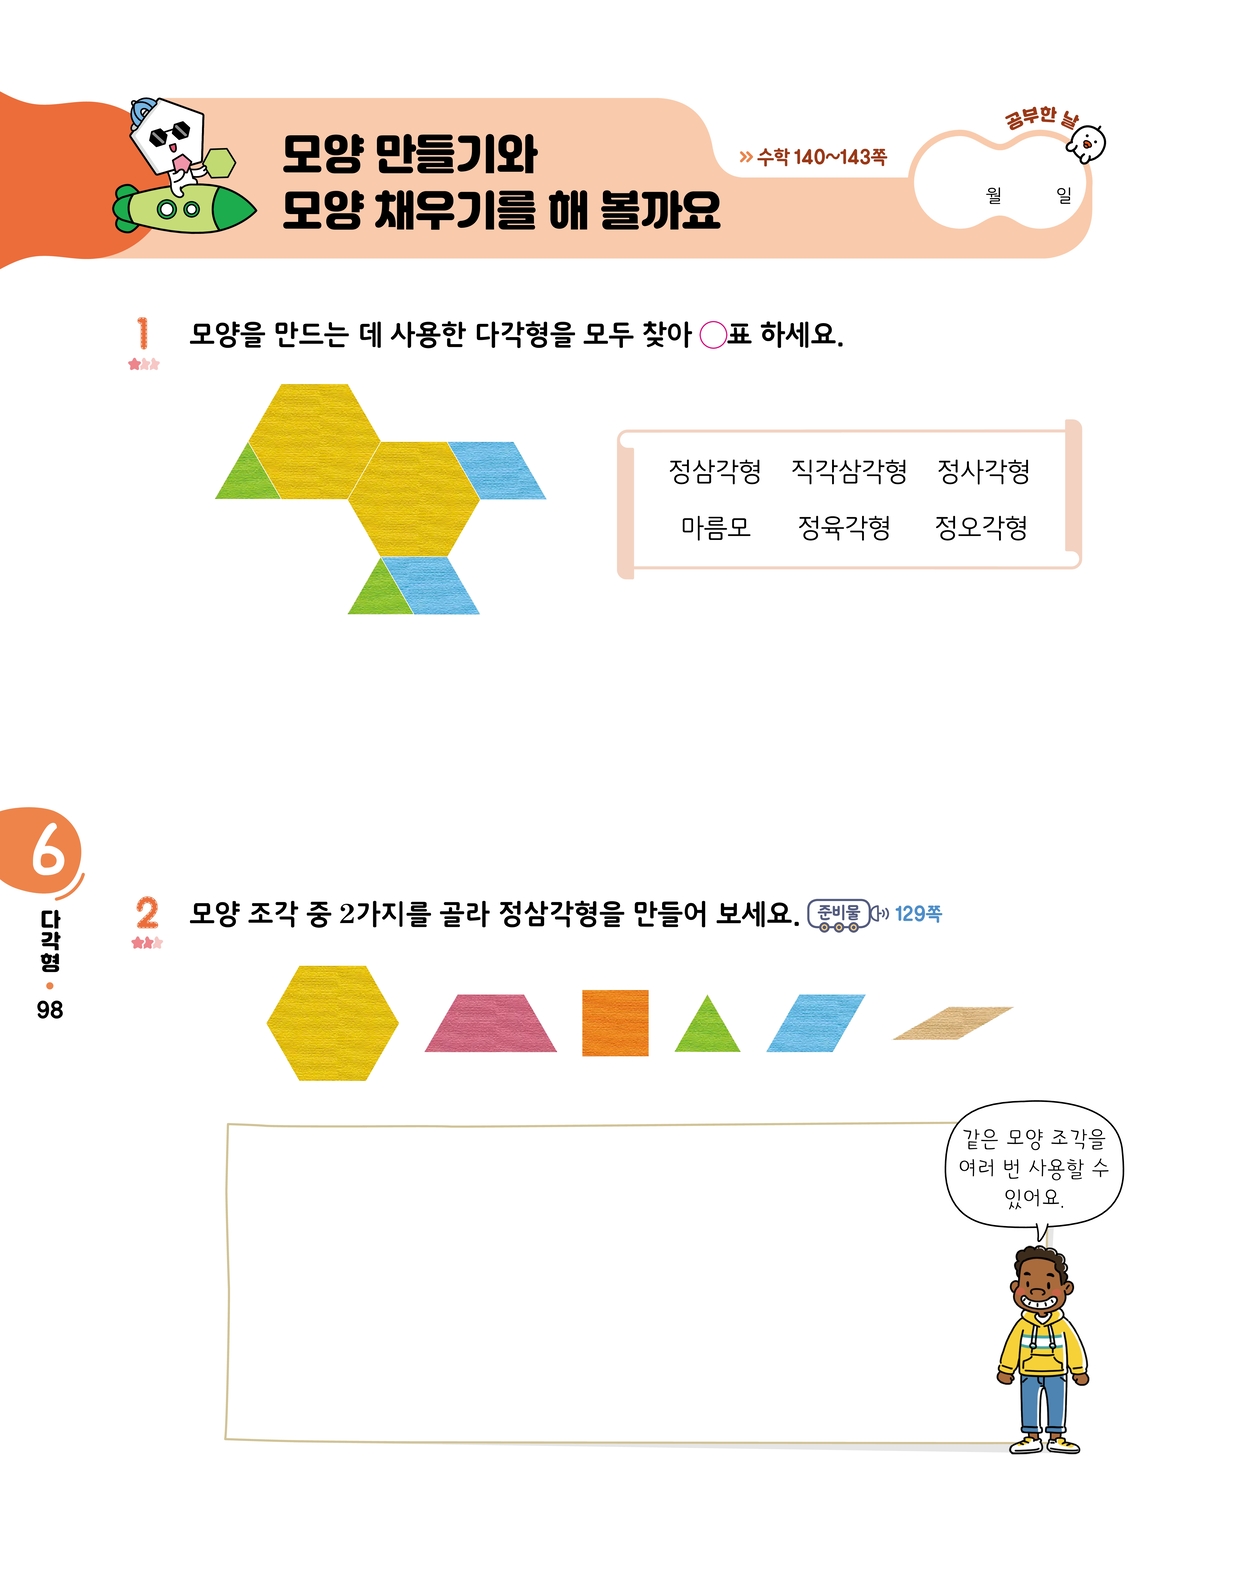 모양 만들기와
모양 채우기를 해 볼까요
수학 140~143쪽
공부한 날
월 일
1 모양을 만드는 데 사용한 다각형을 모두 찾아 ○표 하세요.
정삼각형 직각삼각형 정사각형
마름모 정육각형 정오각형
6
다각형
98
2 모양 조각 중 2가지를 골라 정삼각형을 만들어 보세요. 준비물 129쪽
같은 모양 조각을
여러 번 사용할 수
있어요.